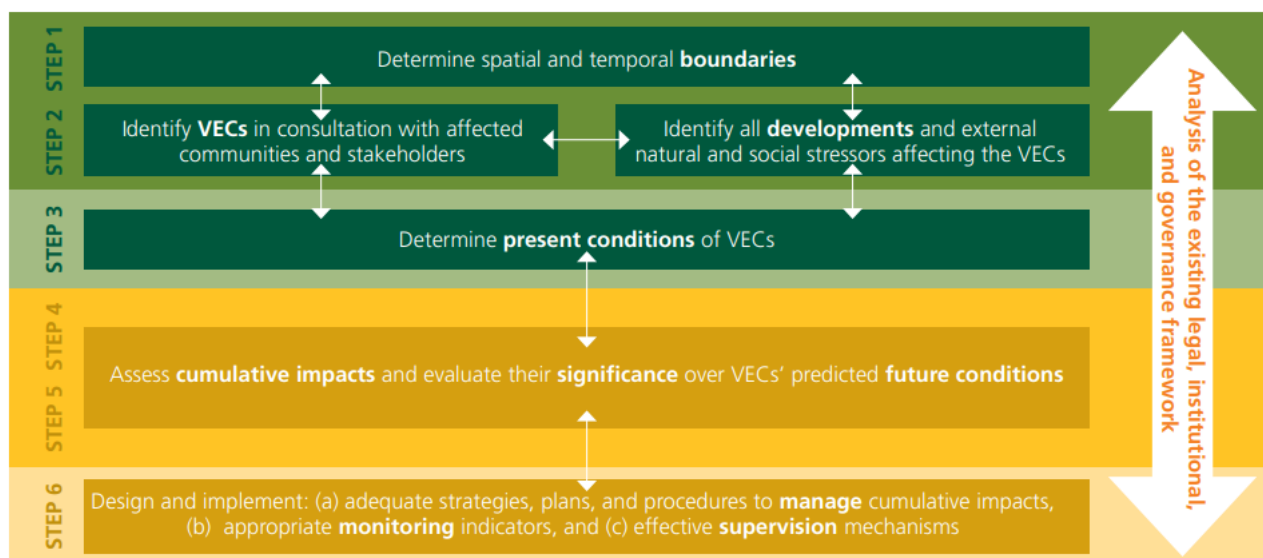 STEP 1
Determine spatial and temporal boundaries
STEP 2
Identify VECs in consultation with affected
communities and stakeholders
Identify all developments and external
natural and social stressors affecting the VECs
STEP 3
Determine present conditions of VECs
STEP 4
STEP 5
Assess cumulative impacts and evaluate their significance over VECs’ predicted future conditions
STEP 6
Design and implement: (a) adequate strategies, plans, and procedures to manage cumulative impacts,
(b) appropriate monitoring indicators, and (c) effective supervision mechanisms
Analysis of the existing legal, institutional,
and governance framework